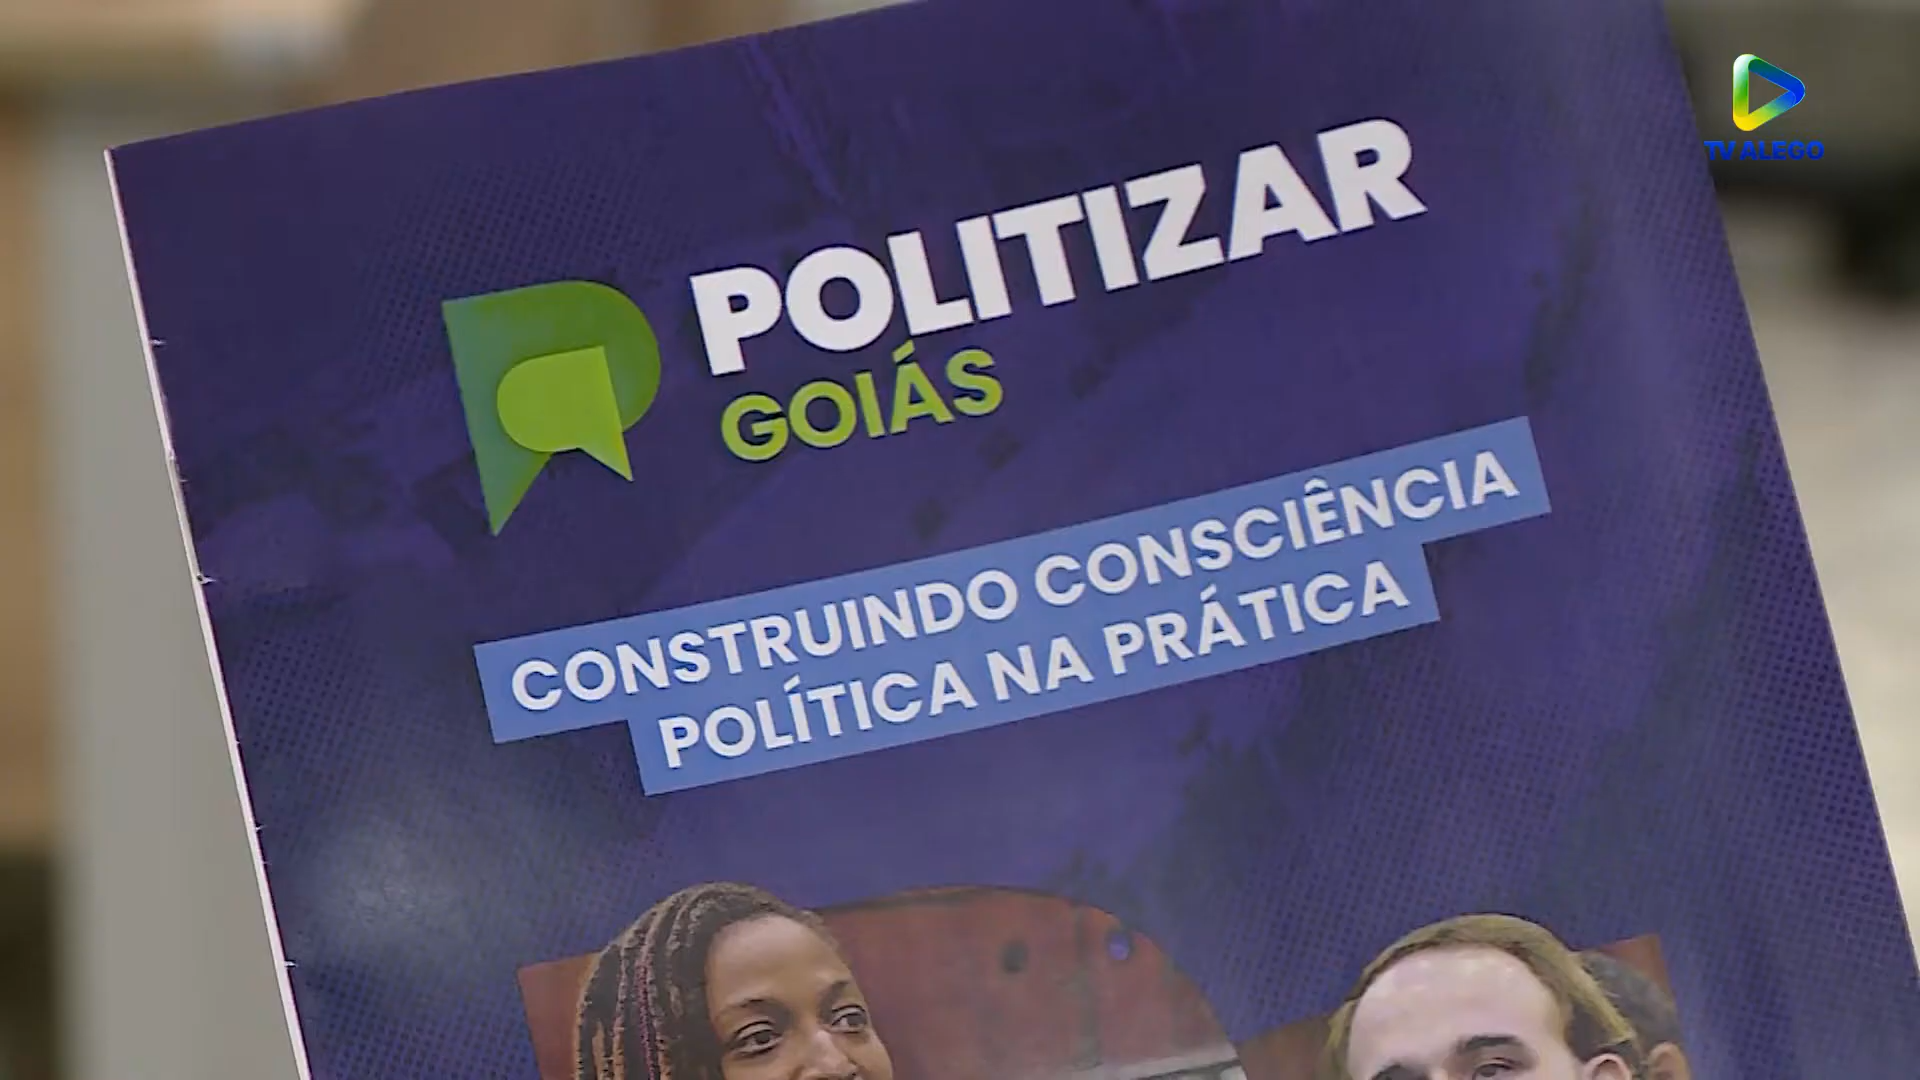 TV ALEGO
POLITIZAR
GOIÁS
CONSTRUINDO CONSCIÊNCIA
POLÍTICA NA PRÁTICA